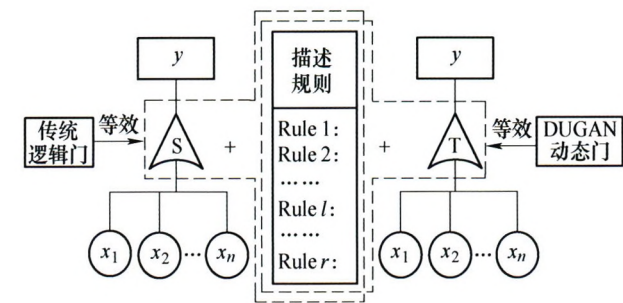 y
传统
逻辑门
等效
S
+
x1 x2 ··· xn
描述
规则
Rule 1:
Rule 2:
……
Rule l:
……
Rule r:
+
y
T
等效
DUGAN
动态门
x1 x2 ··· xn